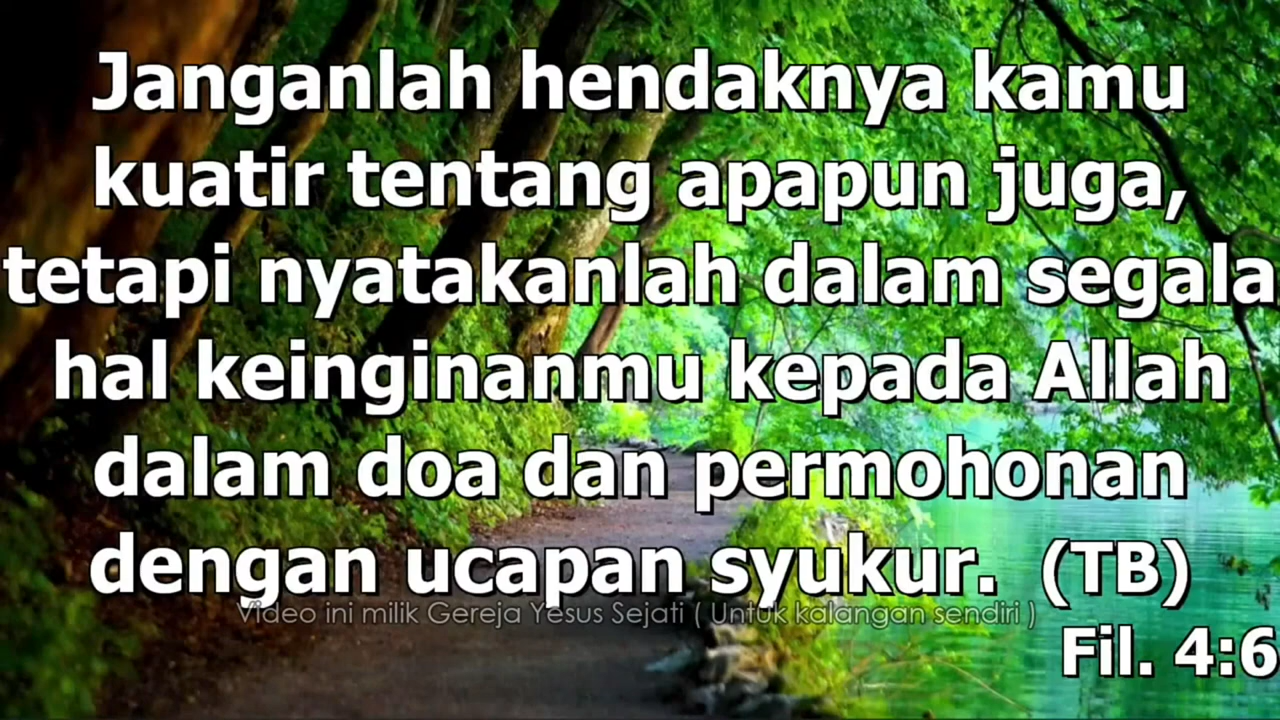 Janganlah hendaknya kamu
kuatir tentang apapun juga,
tetapi nyatakanlah dalam segala
hal keinginanmu kepada Allah
dalam doa dan permohonan
dengan ucapan syukur. (TB)
Video ini milik Gereja Yesus Sejati ( Untuk kalangan sendiri )
Fil. 4:6